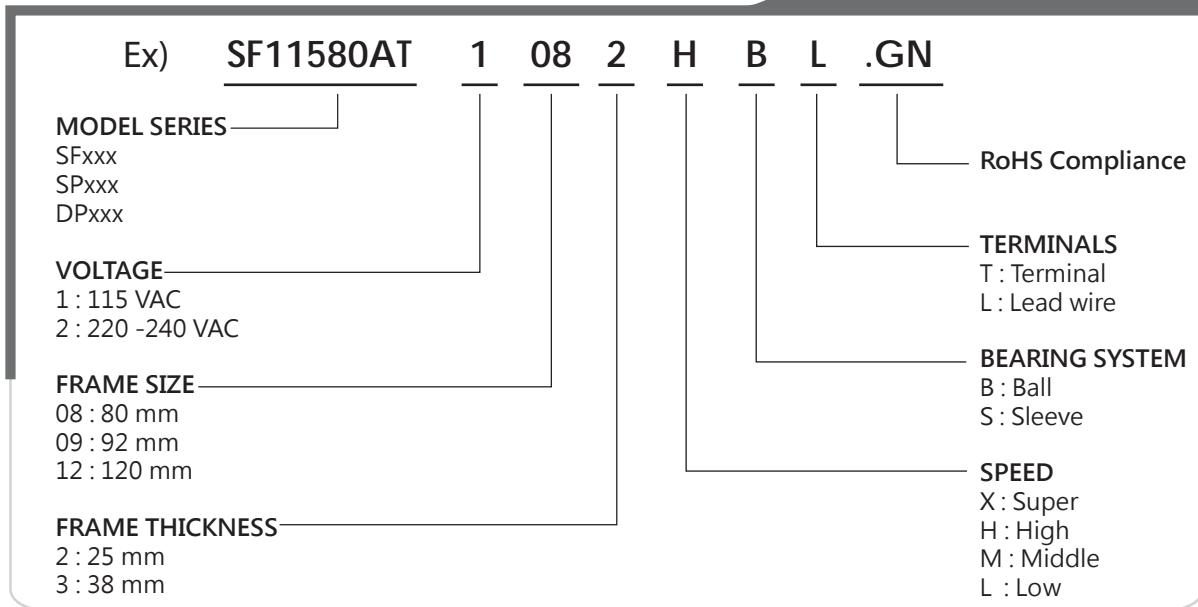 Ex) SF11580AT 1 08 2 H B L .GN
MODEL SERIES
SFxxx
SPxxx
DPxxx
VOLTAGE
1 : 115 VAC
2 : 220 -240 VAC
FRAME SIZE
08 : 80 mm
09 : 92 mm
12 : 120 mm
FRAME THICKNESS
2 : 25 mm
3 : 38 mm
RoHS Compliance
TERMINALS
T : Terminal
L : Lead wire
BEARING SYSTEM
B : Ball
S : Sleeve
SPEED
X : Super
H : High
M : Middle
L : Low